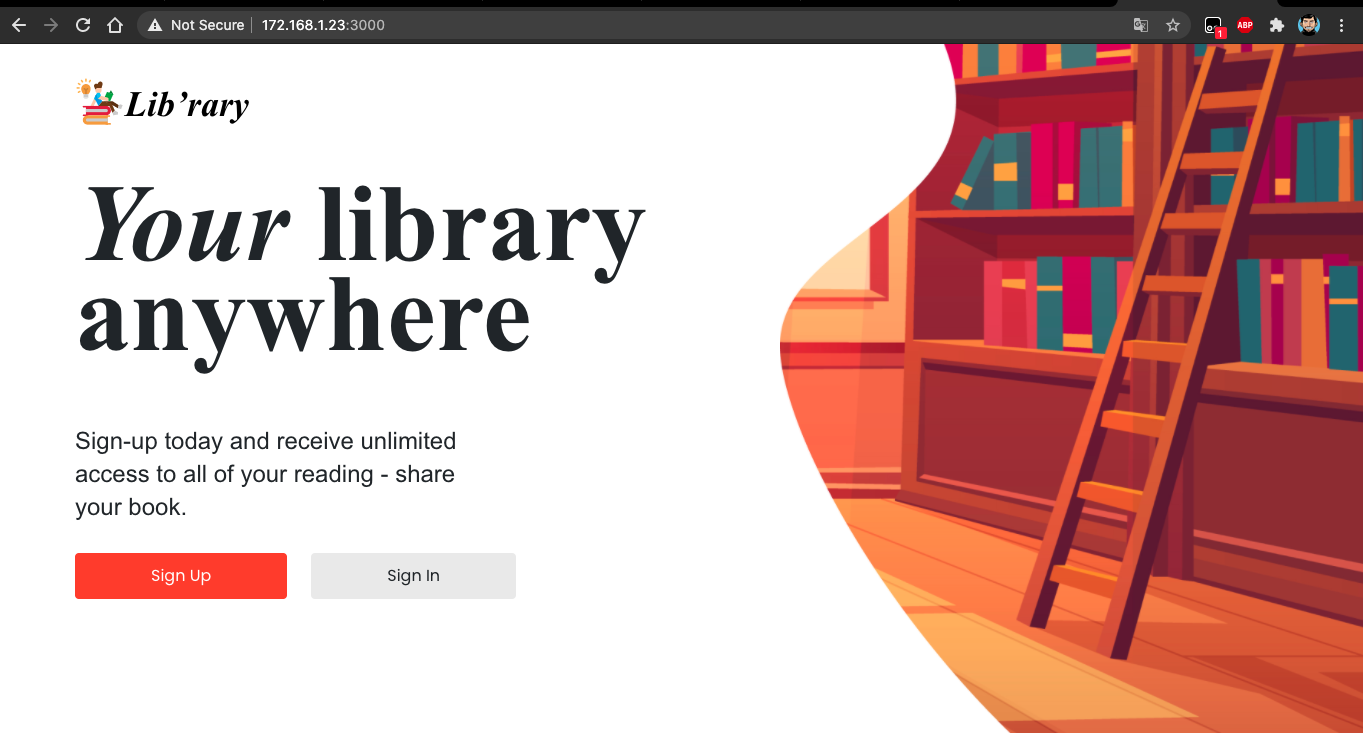 Not Secure 172.168.1.23:3000
ABP
1
Lib’rary
Your library
anywhere
Sign-up today and receive unlimited
access to all of your reading - share
your book.
Sign Up Sign In